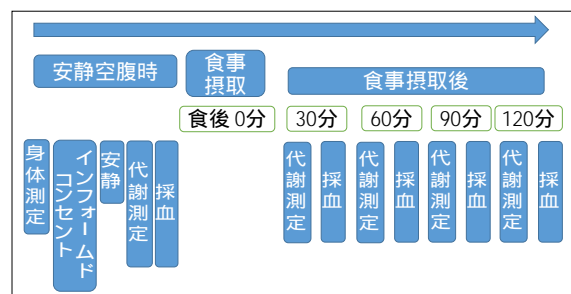 安静空腹時
食事
摂取
食事摂取後
食後 0分
30分
60分
90分
120分
身体測定
インフォームド
コンセント
安静
代謝測定
採血
代謝測定
採血
代謝測定
採血
代謝測定
採血
代謝測定
採血